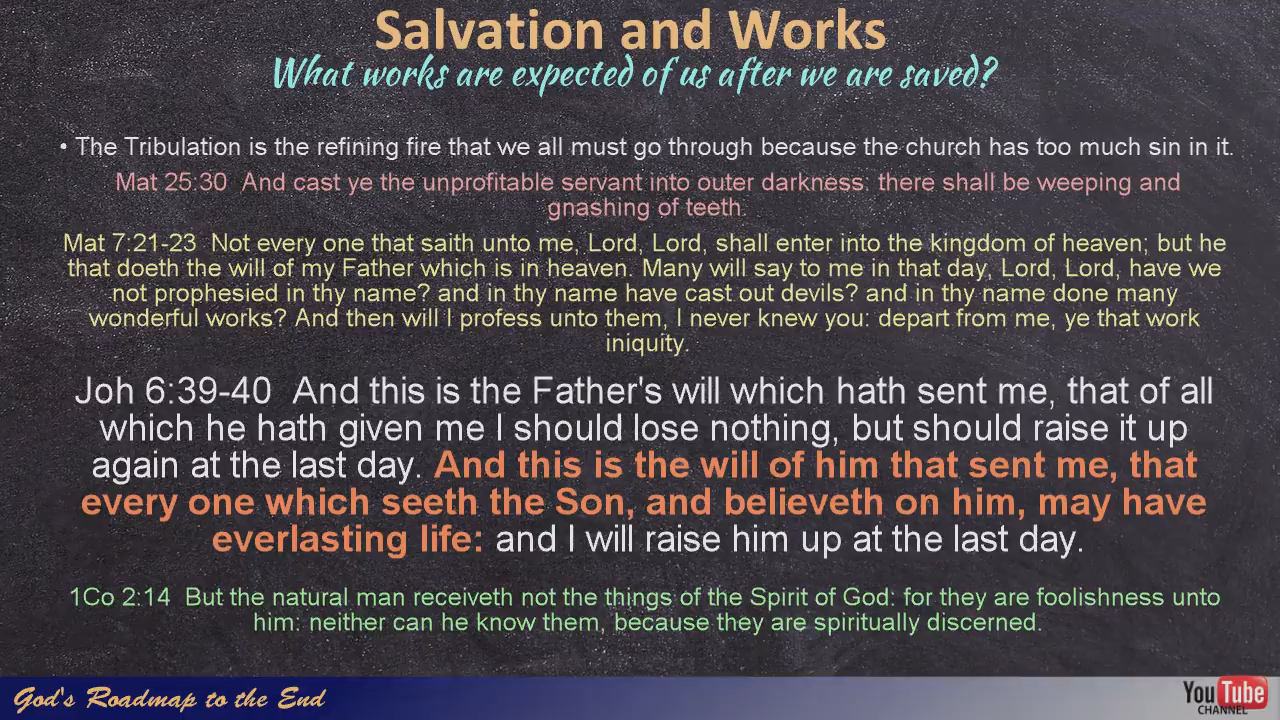 Salvation and Works
What works are expected of us after we are saved?
• The Tribulation is the refining fire that we all must go through because the church has too much sin in it.
Mat 25:30 And cast ye the unprofitable servant into outer darkness: there shall be weeping and
gnashing of teeth.
Mat 7:21-23 Not every one that saith unto me, Lord, Lord, shall enter into the kingdom of heaven; but he
that doeth the will of my Father which is in heaven. Many will say to me in that day, Lord, Lord, have we
not prophesied in thy name? and in thy name have cast out devils? and in thy name done many
wonderful works? And then will I profess unto them, I never knew you: depart from me, ye that work
iniquity.
Joh 6:39-40 And this is the Father's will which hath sent me, that of all
which he hath given me I should lose nothing, but should raise it up
again at the last day. And this is the will of him that sent me, that
every one which seeth the Son, and believeth on him, may have
everlasting life: and I will raise him up at the last day.
1Co 2:14 But the natural man receiveth not the things of the Spirit of God: for they are foolishness unto
him: neither can he know them, because they are spiritually discerned.
God's Roadmap to the End
YouTube
CHANNEL